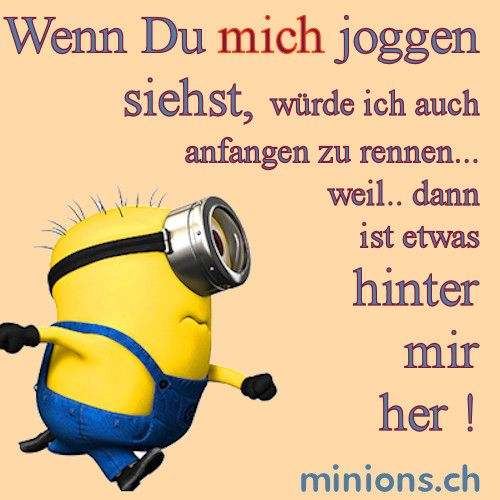 Wenn Du mich joggen
siehst, würde ich auch
anfangen zu rennen...
weil.. dann
ist etwas
hinter
mir
her !
minions.ch